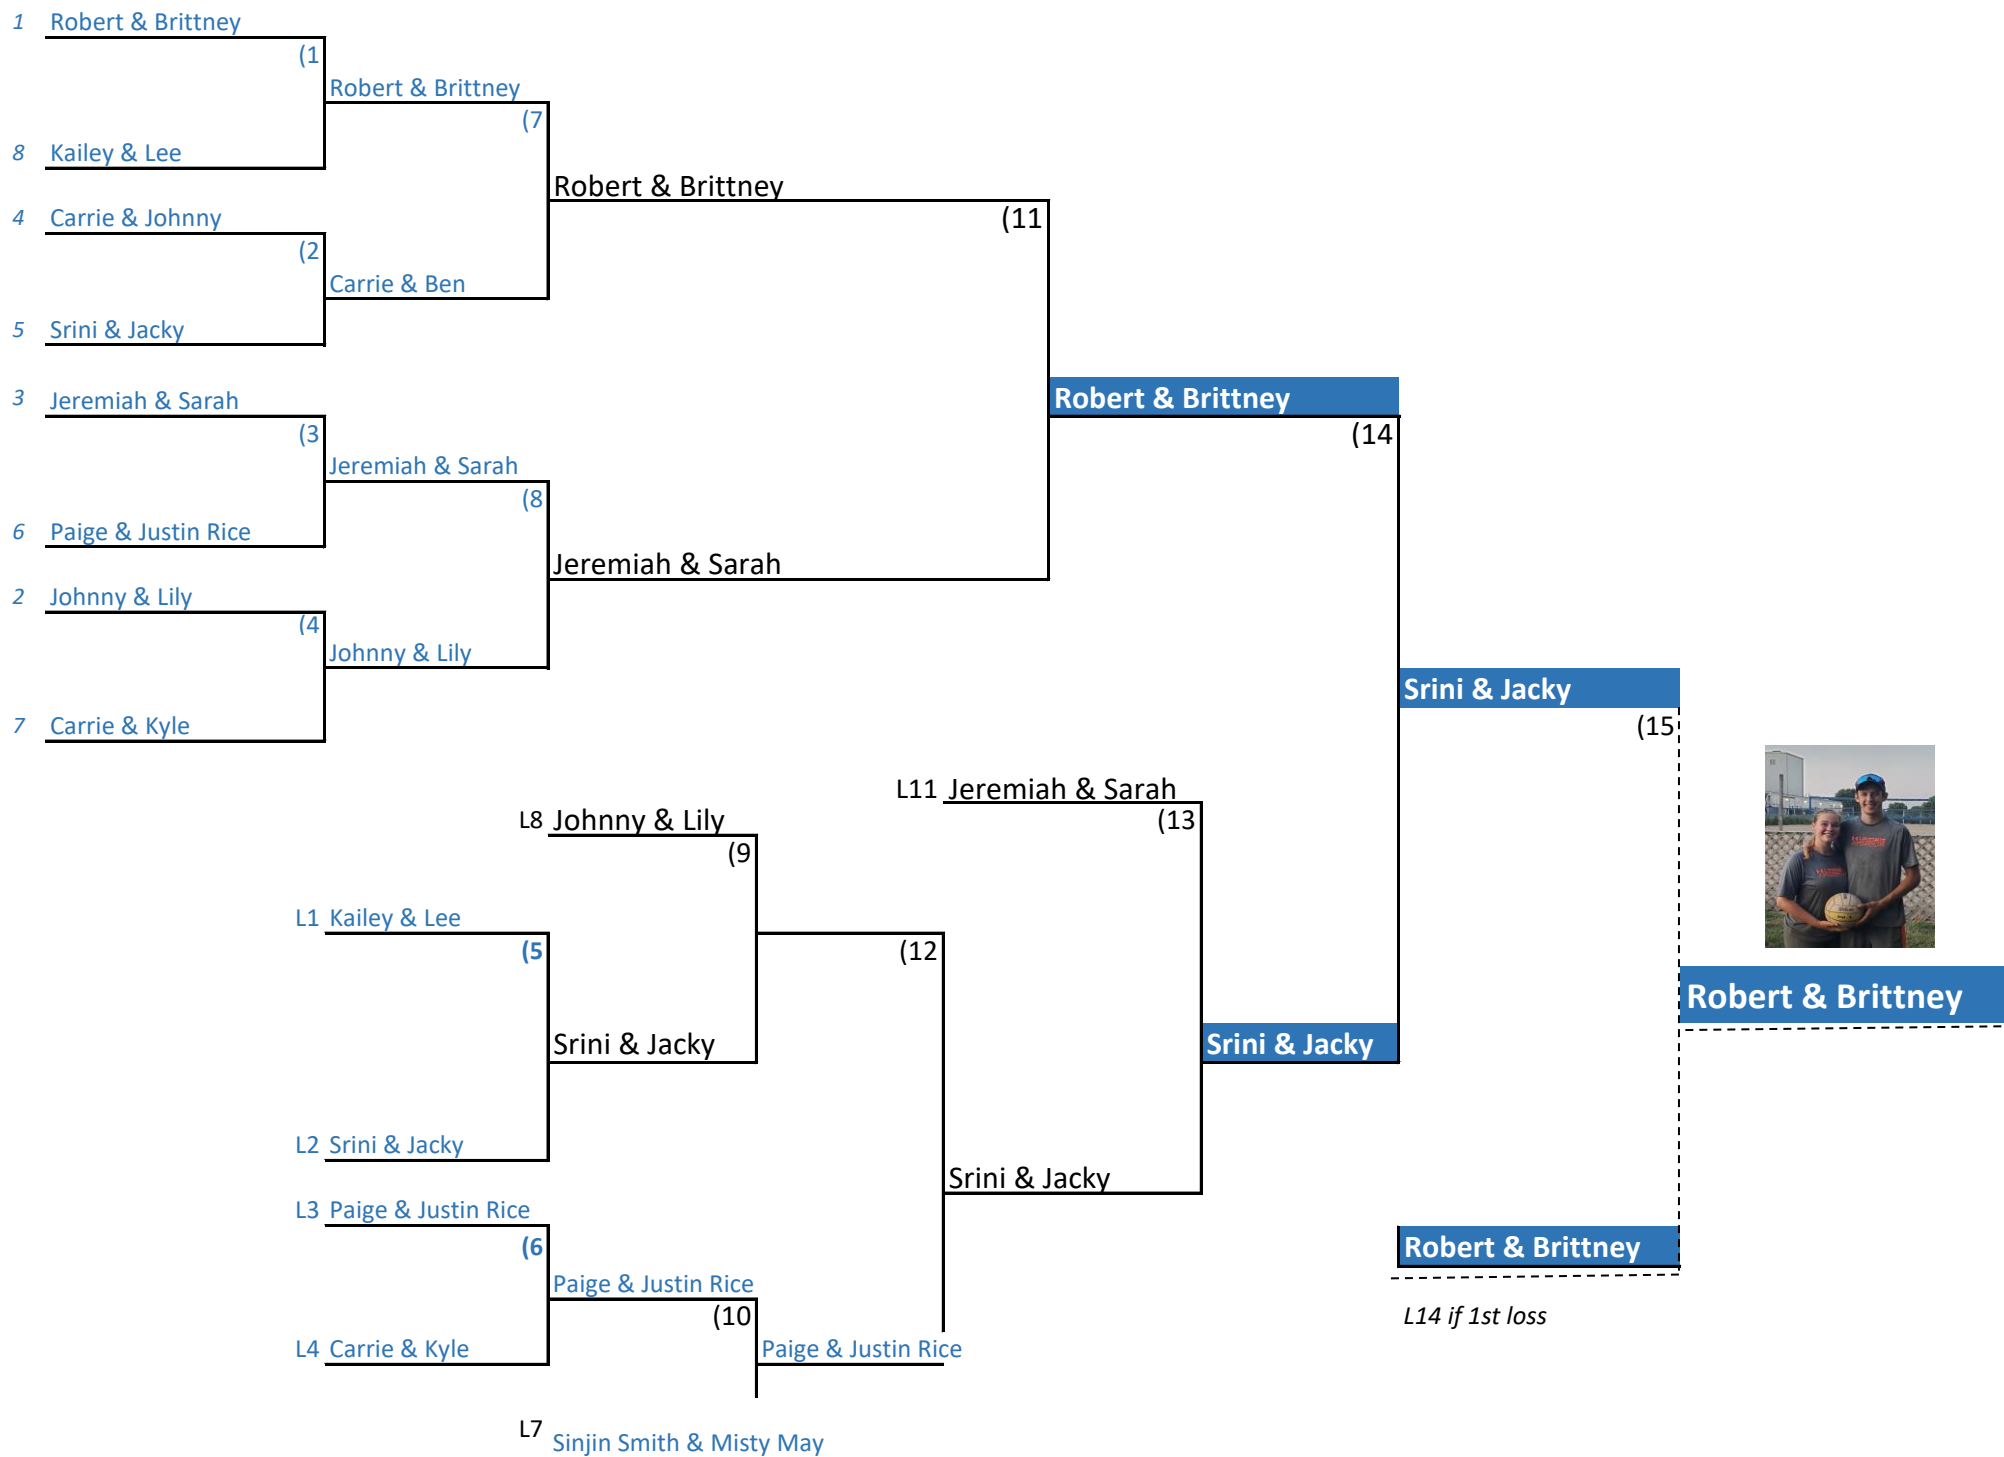 1 Robert & Brittney
(1
Robert & Brittney
(7
8 Kailey & Lee
Robert & Brittney
4 Carrie & Johnny
(11
(2
Carrie & Ben
5 Srini & Jacky
3 Jeremiah & Sarah
Robert & Brittney
(3
(14
Jeremiah & Sarah
(8
6 Paige & Justin Rice
Jeremiah & Sarah
2 Johnny & Lily
(4
Johnny & Lily
Srini & Jacky
7 Carrie & Kyle
(15
L11 Jeremiah & Sarah
L8 Johnny & Lily
(13
(9
L1 Kailey & Lee
(5
(12
Robert & Brittney
Srini & Jacky
Srini & Jacky
L2 Srini & Jacky
Srini & Jacky
L3 Paige & Justin Rice
(6
Robert & Brittney
Paige & Justin Rice
(10
L14 if 1st loss
L4 Carrie & Kyle
Paige & Justin Rice
L7 Sinjin Smith & Misty May